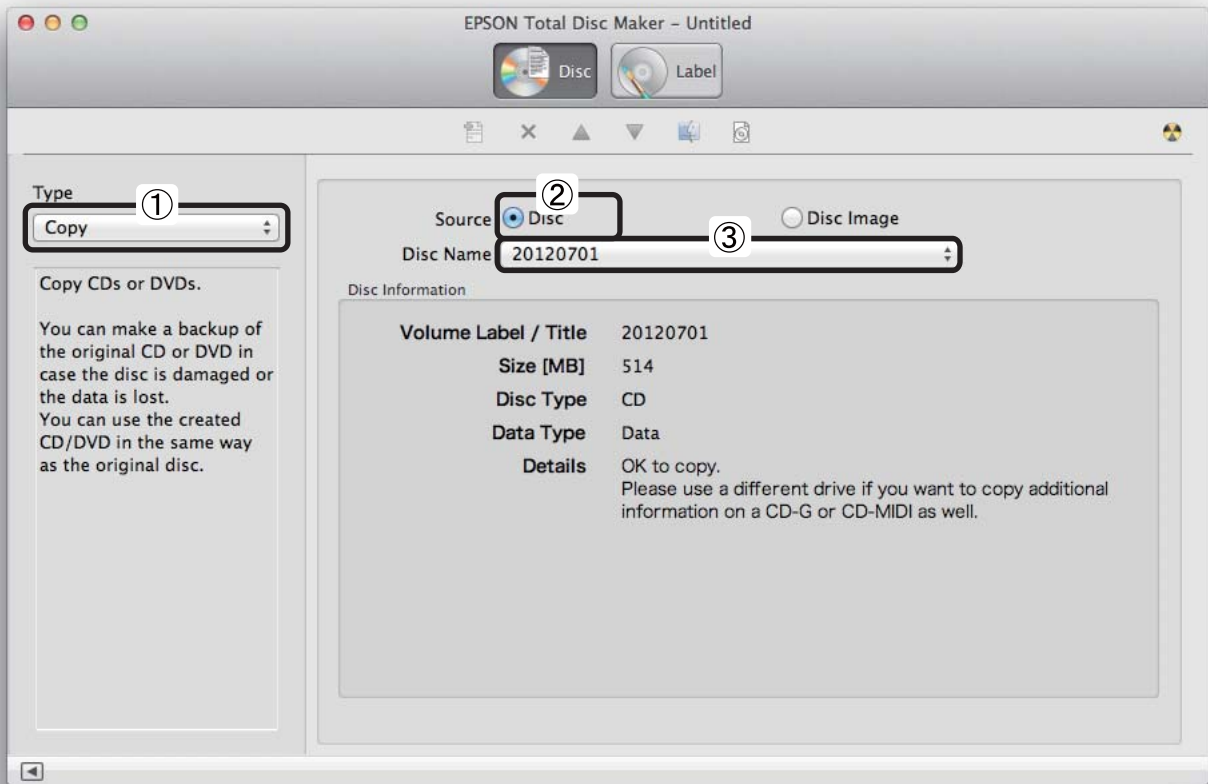 EPSON Total Disc Maker – Untitled
Disc
Label
Type
①
Copy
Copy CDs or DVDs.
You can make a backup of
the original CD or DVD in
case the disc is damaged or
the data is lost.
You can use the created
CD/DVD in the same way
as the original disc.
②
Source Disc Disc Image
③
Disc Name 20120701
Disc Information
Volume Label / Title 20120701
Size [MB] 514
Disc Type CD
Data Type Data
Details OK to copy.
Please use a different drive if you want to copy additional
information on a CD-G or CD-MIDI as well.